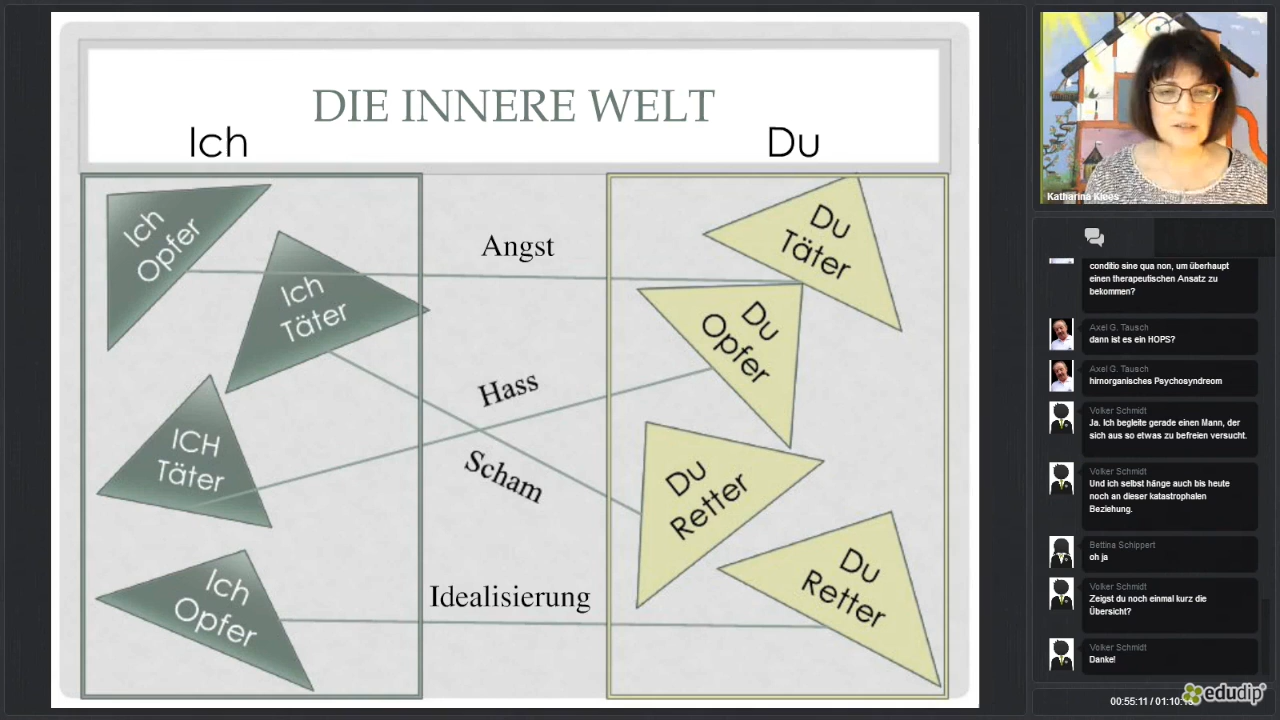 DIE INNERE WELT
Ich
Du
Ich
Opfer
Ich
Täter
ICH
Täter
Ich
Opfer
Angst
Hass
Scham
Idealisierung
Du
Täter
Du
Opfer
Du
Retter
Du
Retter
Katharina Klees
conditio sine qua non, um überhaupt
einen therapeutischen Ansatz zu
bekommen?
Axel G. Tausch
dann ist es ein HOPS?
Axel G. Tausch
hirnorganisches Psychosyndreom
Volker Schmidt
Ja. Ich begleite gerade einen Mann, der
sich aus so etwas zu befreien versucht.
Volker Schmidt
Und ich selbst hänge auch bis heute
noch an dieser katastrophalen
Beziehung.
Bettina Schippert
oh ja
Volker Schmidt
Zeigst du noch einmal kurz die
Übersicht?
Volker Schmidt
Danke!
00:55:11 / 01:10:
edudip